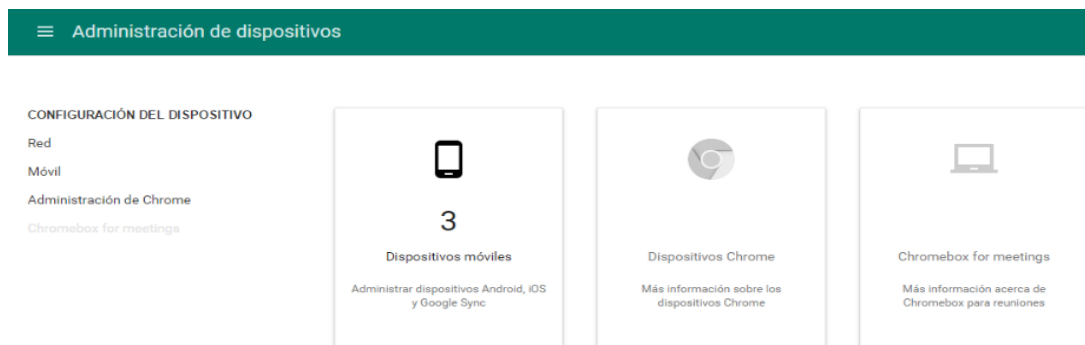 Administración de dispositivos
CONFIGURACIÓN DEL DISPOSITIVO
Red
Móvil
Administración de Chrome
Chromebox for meetings
3
Dispositivos móviles
Administrar dispositivos Android, iOS
y Google Sync
Dispositivos Chrome
Más información sobre los
dispositivos Chrome
Chromebox for meetings
Más información acerca de
Chromebox para reuniones